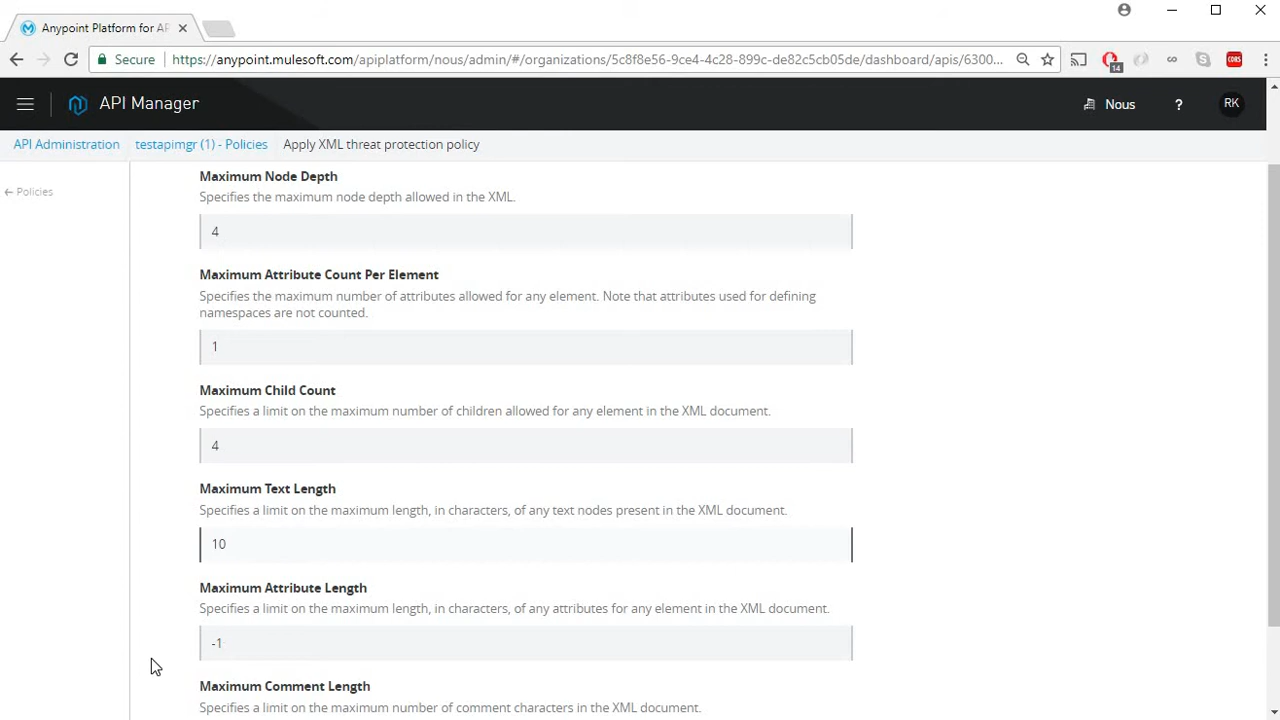 Anypoint Platform for AP
Secure https://anypoint.mulesoft.com/apiplatform/nous/admin/#/organizations/5c8f8e56-9ce4-4c28-899c-de82c5cb05de/dashboard/apis/6300...
14
CORS
API Manager
Nous
?
RK
API Administration testapimgr (1) - Policies Apply XML threat protection policy
← Policies
Maximum Node Depth
Specifies the maximum node depth allowed in the XML.
4
Maximum Attribute Count Per Element
Specifies the maximum number of attributes allowed for any element. Note that attributes used for defining
namespaces are not counted.
1
Maximum Child Count
Specifies a limit on the maximum number of children allowed for any element in the XML document.
4
Maximum Text Length
Specifies a limit on the maximum length, in characters, of any text nodes present in the XML document.
10
Maximum Attribute Length
Specifies a limit on the maximum length, in characters, of any attributes for any element in the XML document.
-1
Maximum Comment Length
Specifies a limit on the maximum number of comment characters in the XML document.